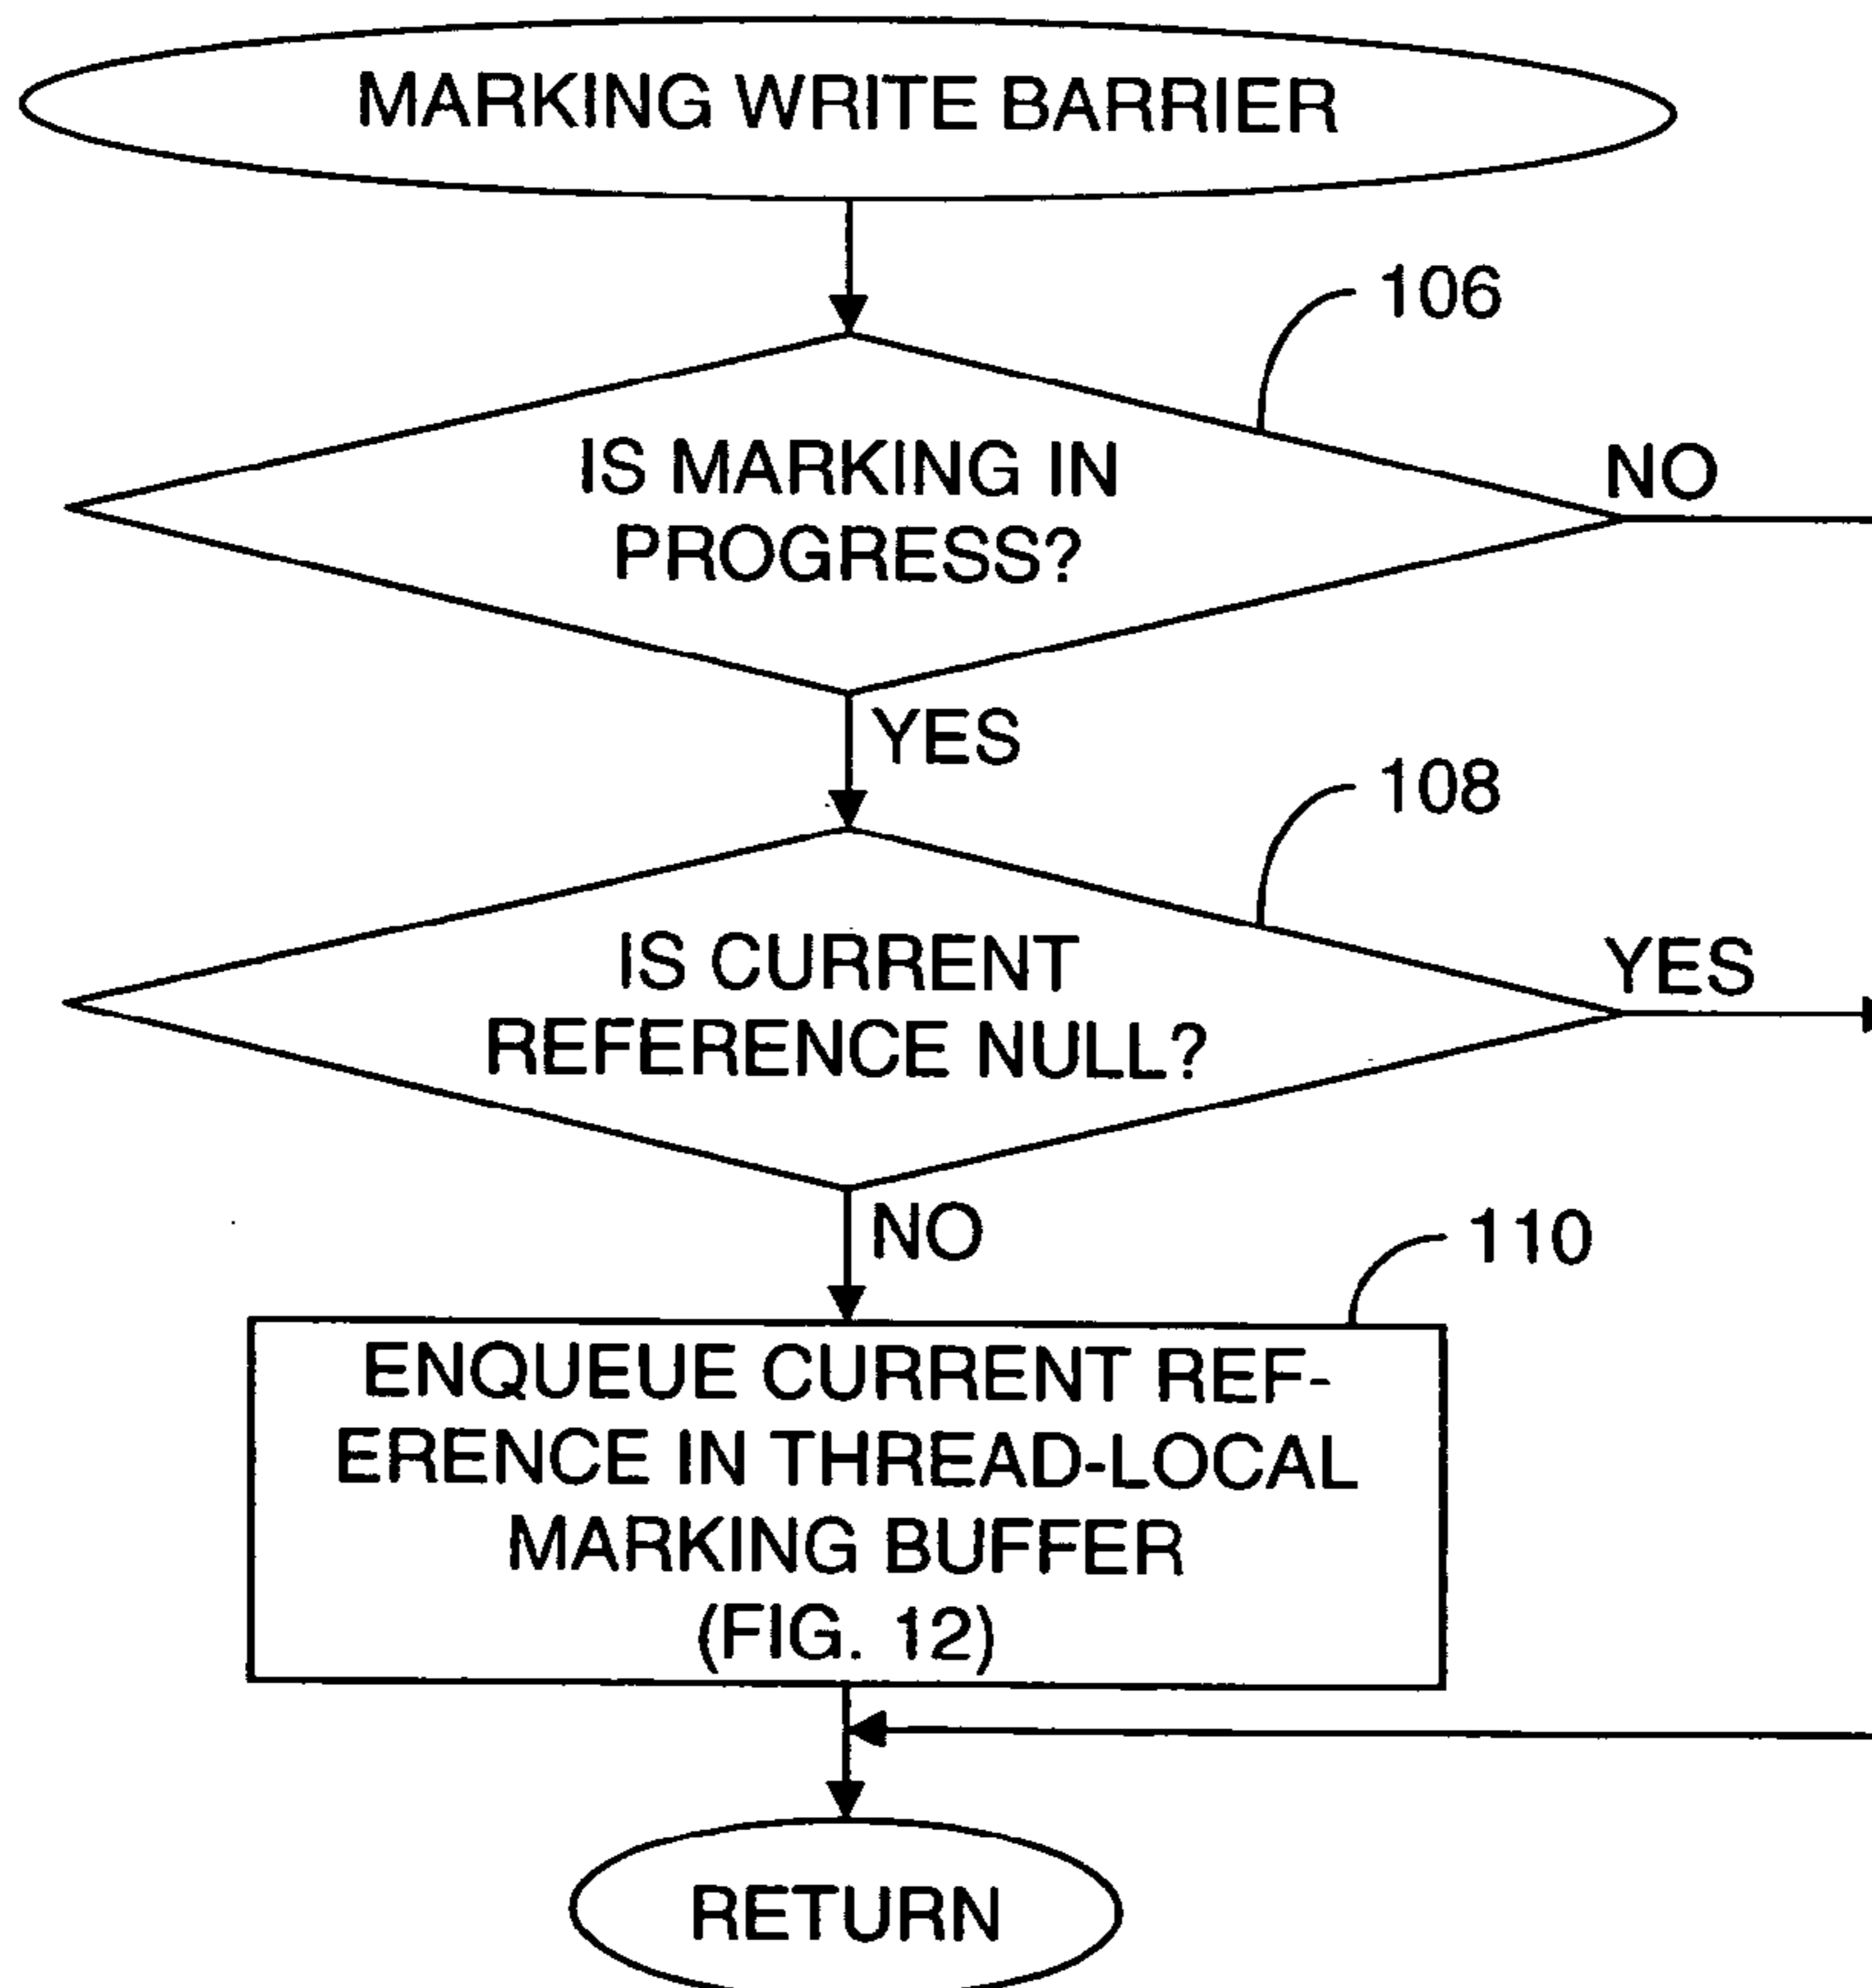 MARKING WRITE BARRIER
106
IS MARKING IN
PROGRESS?
NO
YES
108
IS CURRENT
REFERENCE NULL?
YES
NO
110
ENQUEUE CURRENT REF-
ERENCE IN THREAD-LOCAL
MARKING BUFFER
(FIG. 12)
RETURN